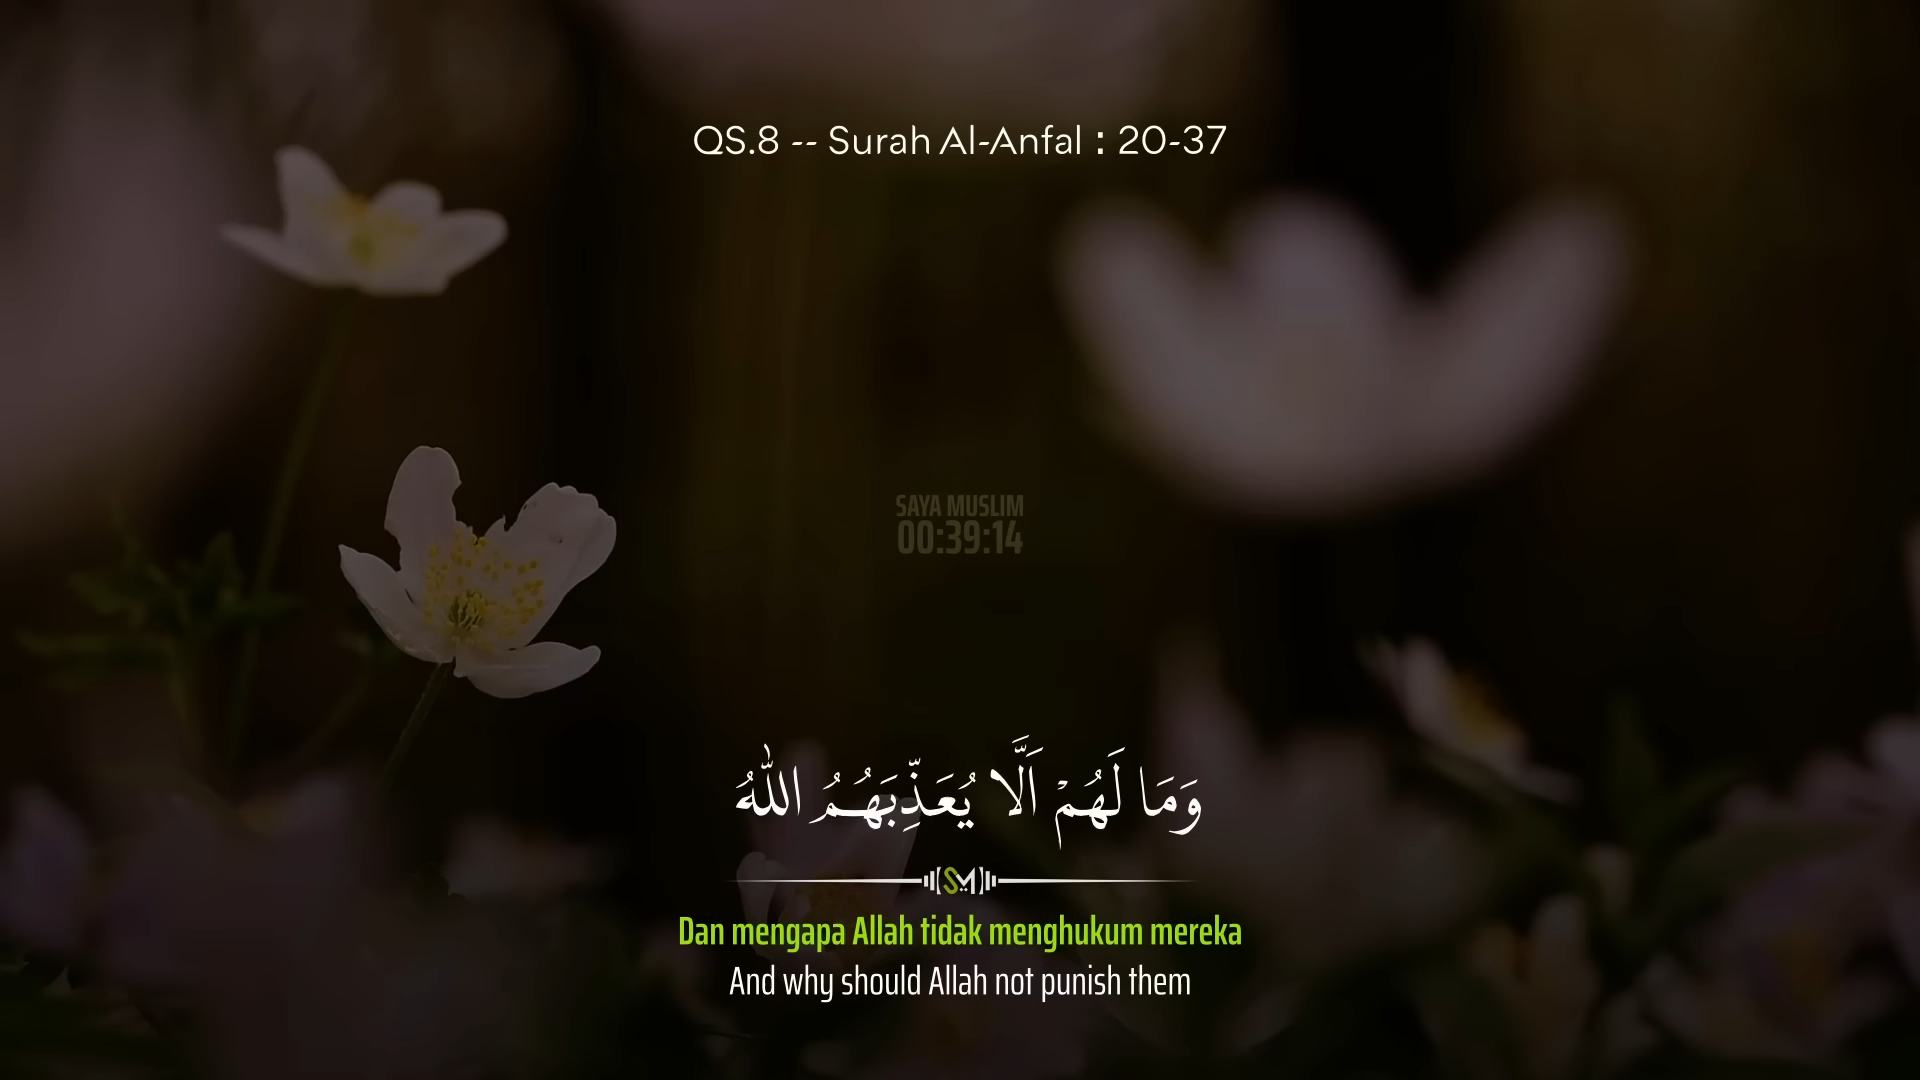 QS.8 -- Surah Al-Anfal : 20-37
SAYA MUSLIM
00:39:14
وَمَا لَهُمْ اَلَّا يُعَذِّبَهُمُ اللّٰهُ
SM
Dan mengapa Allah tidak menghukum mereka
And why should Allah not punish them